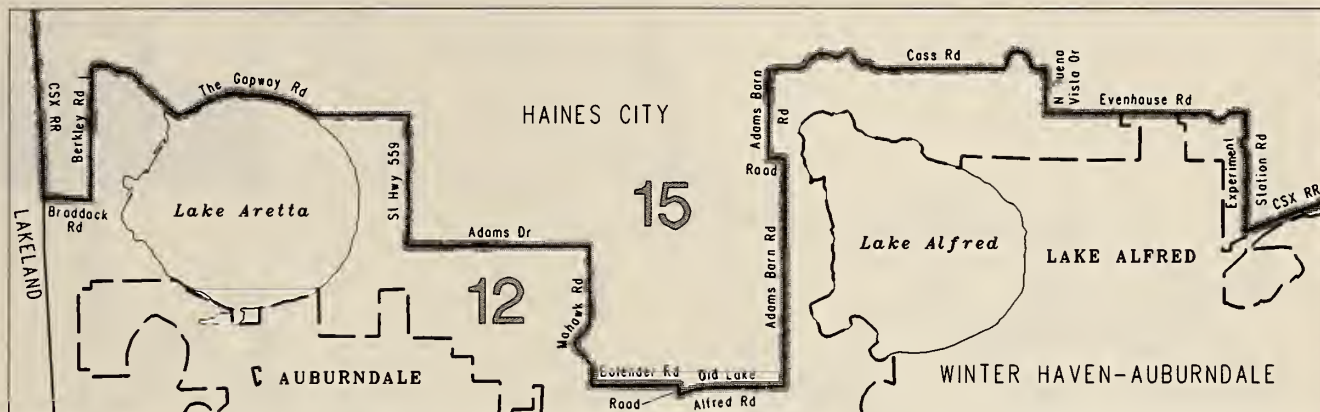 CSX RR
Berkley Rd
The Gapway Rd
HAINES CITY
Adams Barn
Rd
Cass Rd
N
Vista Dr
Evenhouse Rd
Braddock
Rd
Lake Aretta
St Hwy 559
15
Road
Experiment
Station Rd
CSX RR
LAKELAND
Adams Dr
12
Mohawk Rd
Adams Barn Rd
Lake Alfred
LAKE ALFRED
C AUBURNDALE
Old Lake
Road
Alfred Rd
WINTER HAVEN-AUBURNDALE